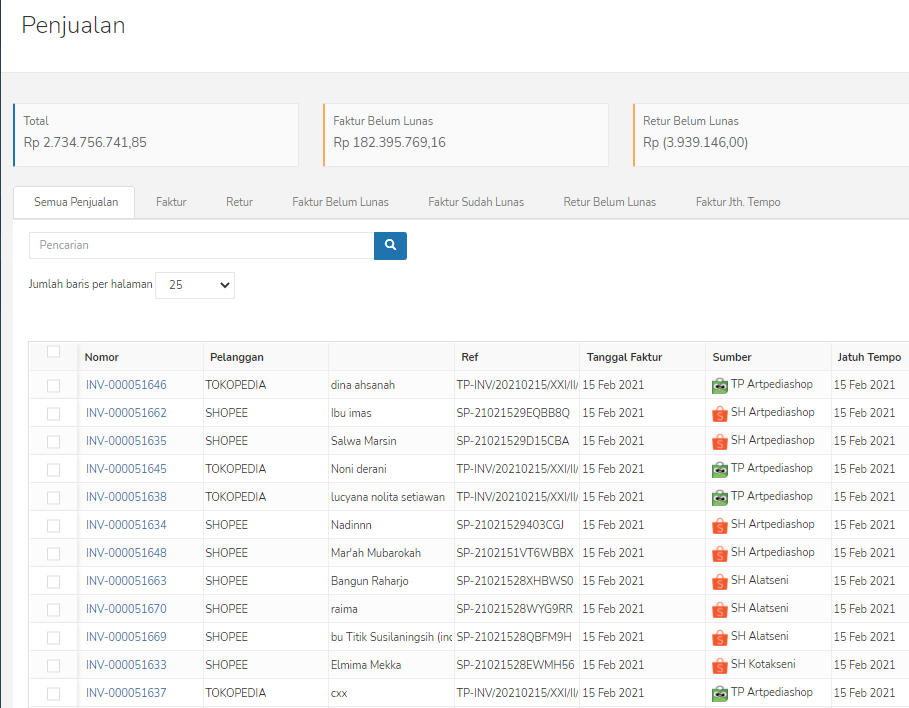 Penjualan
Total Faktur Belum Lunas Retur Belum Lunas
Rp 2.734.756.741,85 Rp 182.395.769,16 Rp (3.939.146,00)
Semua Penjualan Faktur Retur Faktur Belum Lunas Faktur Sudah Lunas Retur Belum Lunas Faktur Jth. Tempo
Pencarian
Jumlah baris per halaman 25
Nomor Pelanggan Ref Tanggal Faktur Sumber Jatuh Tempo
INV-000051646 TOKOPEDIA dina ahsanah TP-INV/20210215/XXI/II/ 15 Feb 2021 TP Artpediashop 15 Feb 2021
INV-000051662 SHOPEE Ibu imas SP-21021529EQBB8Q 15 Feb 2021 SH Artpediashop 15 Feb 2021
INV-000051635 SHOPEE Salwa Marsin SP-21021529D15CBA 15 Feb 2021 SH Artpediashop 15 Feb 2021
INV-000051645 TOKOPEDIA Noni derani TP-INV/20210215/XXI/II/ 15 Feb 2021 TP Artpediashop 15 Feb 2021
INV-000051638 TOKOPEDIA lucyana nolita setiawan TP-INV/20210215/XXI/II/ 15 Feb 2021 TP Artpediashop 15 Feb 2021
INV-000051634 SHOPEE Nadinnn SP-21021529403CGJ 15 Feb 2021 SH Artpediashop 15 Feb 2021
INV-000051648 SHOPEE Mar'ah Mubarokah SP-2102151VT6WBBX 15 Feb 2021 SH Artpediashop 15 Feb 2021
INV-000051663 SHOPEE Bangun Raharjo SP-21021528XHBWS0 15 Feb 2021 SH Alatseni 15 Feb 2021
INV-000051670 SHOPEE raima SP-21021528WYG9RR 15 Feb 2021 SH Alatseni 15 Feb 2021
INV-000051669 SHOPEE bu Titik Susilaningsih (inc SP-21021528QBFM9H 15 Feb 2021 SH Alatseni 15 Feb 2021
INV-000051633 SHOPEE Elmima Mekka SP-21021528EWMH56 15 Feb 2021 SH Kotakseni 15 Feb 2021
INV-000051637 TOKOPEDIA cxx TP-INV/20210215/XXI/II/ 15 Feb 2021 TP Artpediashop 15 Feb 2021